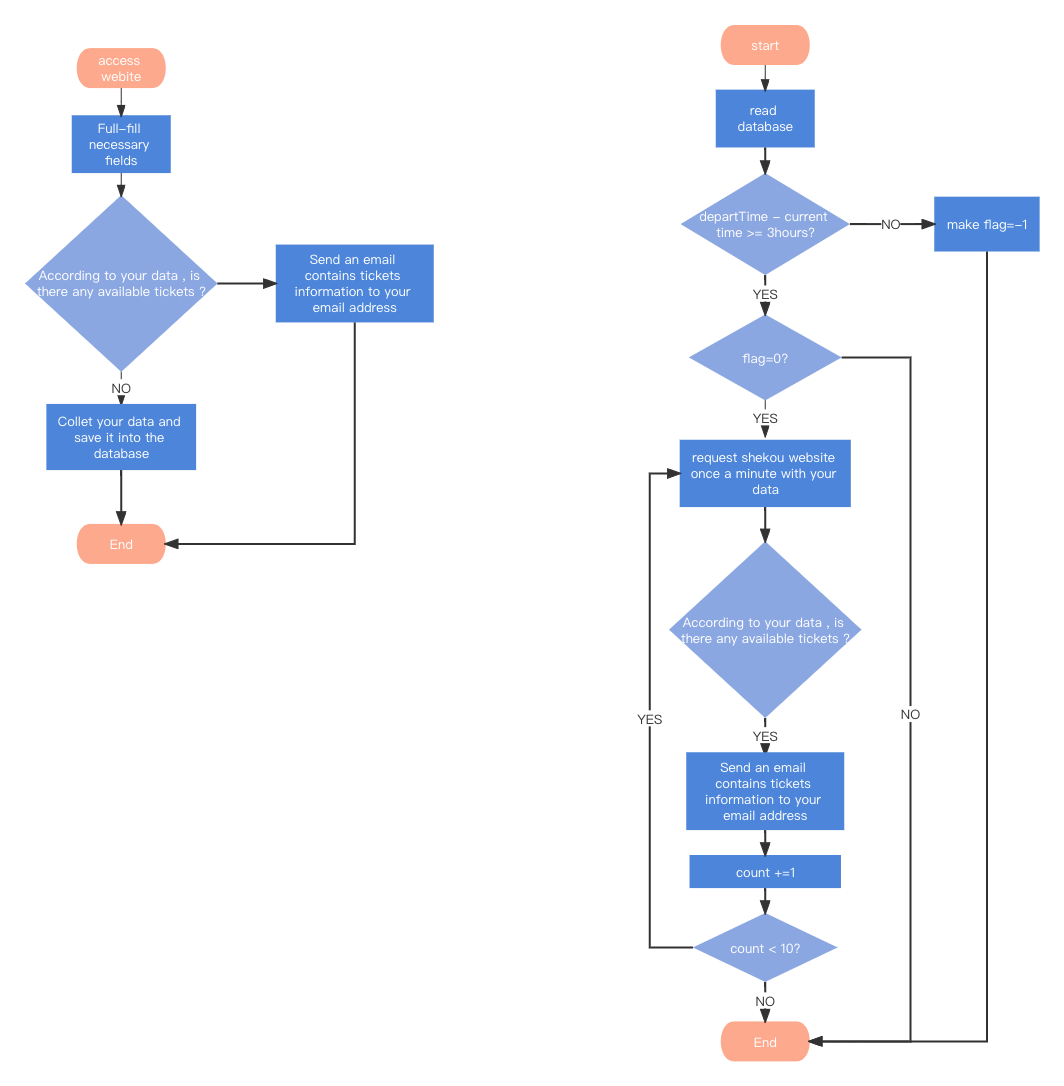 access
webite
Full-fill
necessary
fields
According to your data , is
there any available tickets ?
Send an email
contains tickets
information to your
email address
NO
Collet your data and
save it into the
database
End
start
read
database
departTime - current
time >= 3hours?
NO
make flag=-1
YES
flag=0?
YES
request shekou website
once a minute with your
data
According to your data , is
there any available tickets ?
YES
NO
YES
Send an email
contains tickets
information to your
email address
count +=1
count < 10?
NO
End